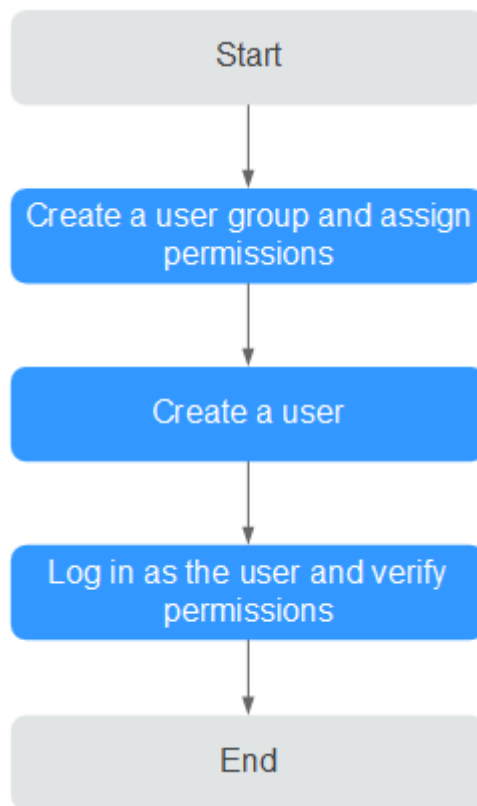 Start
Create a user group and assign
permissions
Create a user
Log in as the user and verify
permissions
End